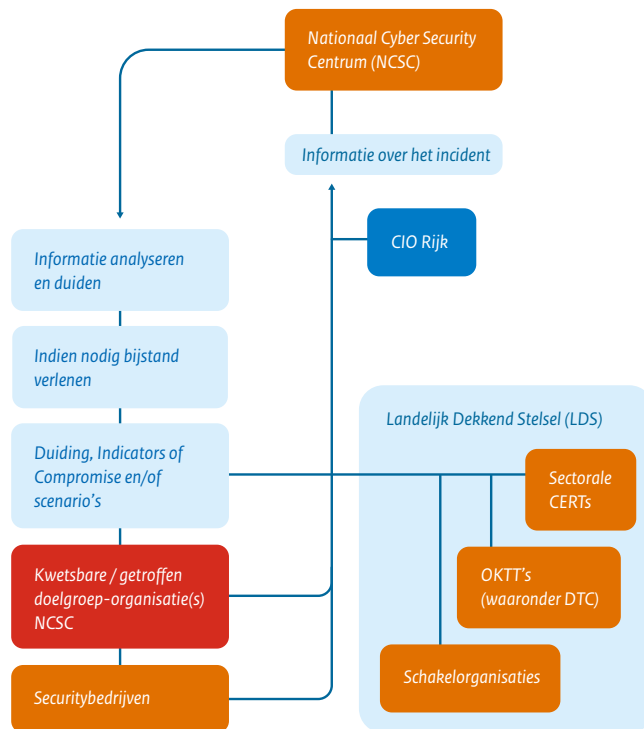 Nationaal Cyber Security
Centrum (NCSC)
Informatie over het incident
CIO Rijk
Informatie analyseren
en duiden
Indien nodig bijstand
verlenen
Duiding, Indicators of
Compromise en/of
scenario's
Kwetsbare / getroffen
doelgroep-organisatie(s)
NCSC
Securitybedrijven
Landelijk Dekkend Stelsel (LDS)
Sectorale
CERTs
OKTT's
(waaronder DTC)
Schakelorganisaties